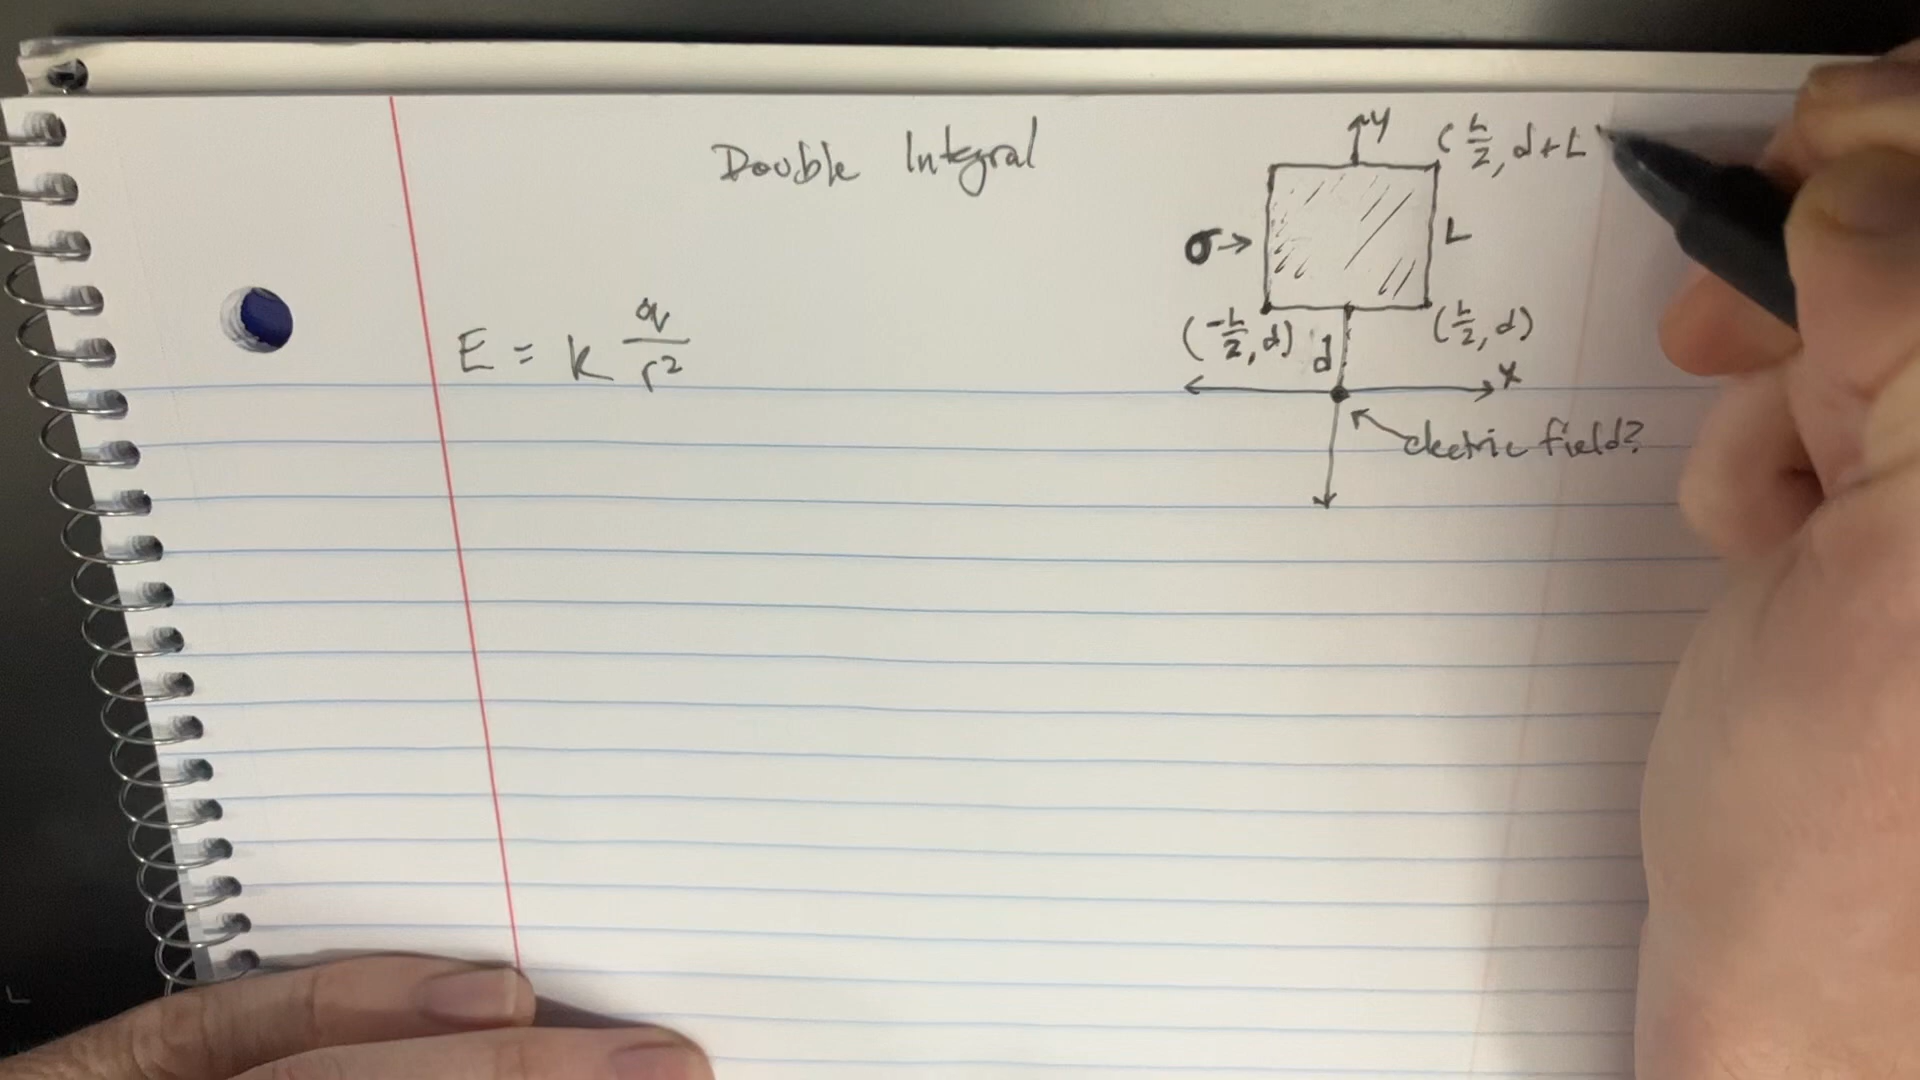 Double Integral
y
(L/2, d+L)
σ→
L
E = k q/r²
(-L/2, d)
d
(L/2, d)
x
electric field?